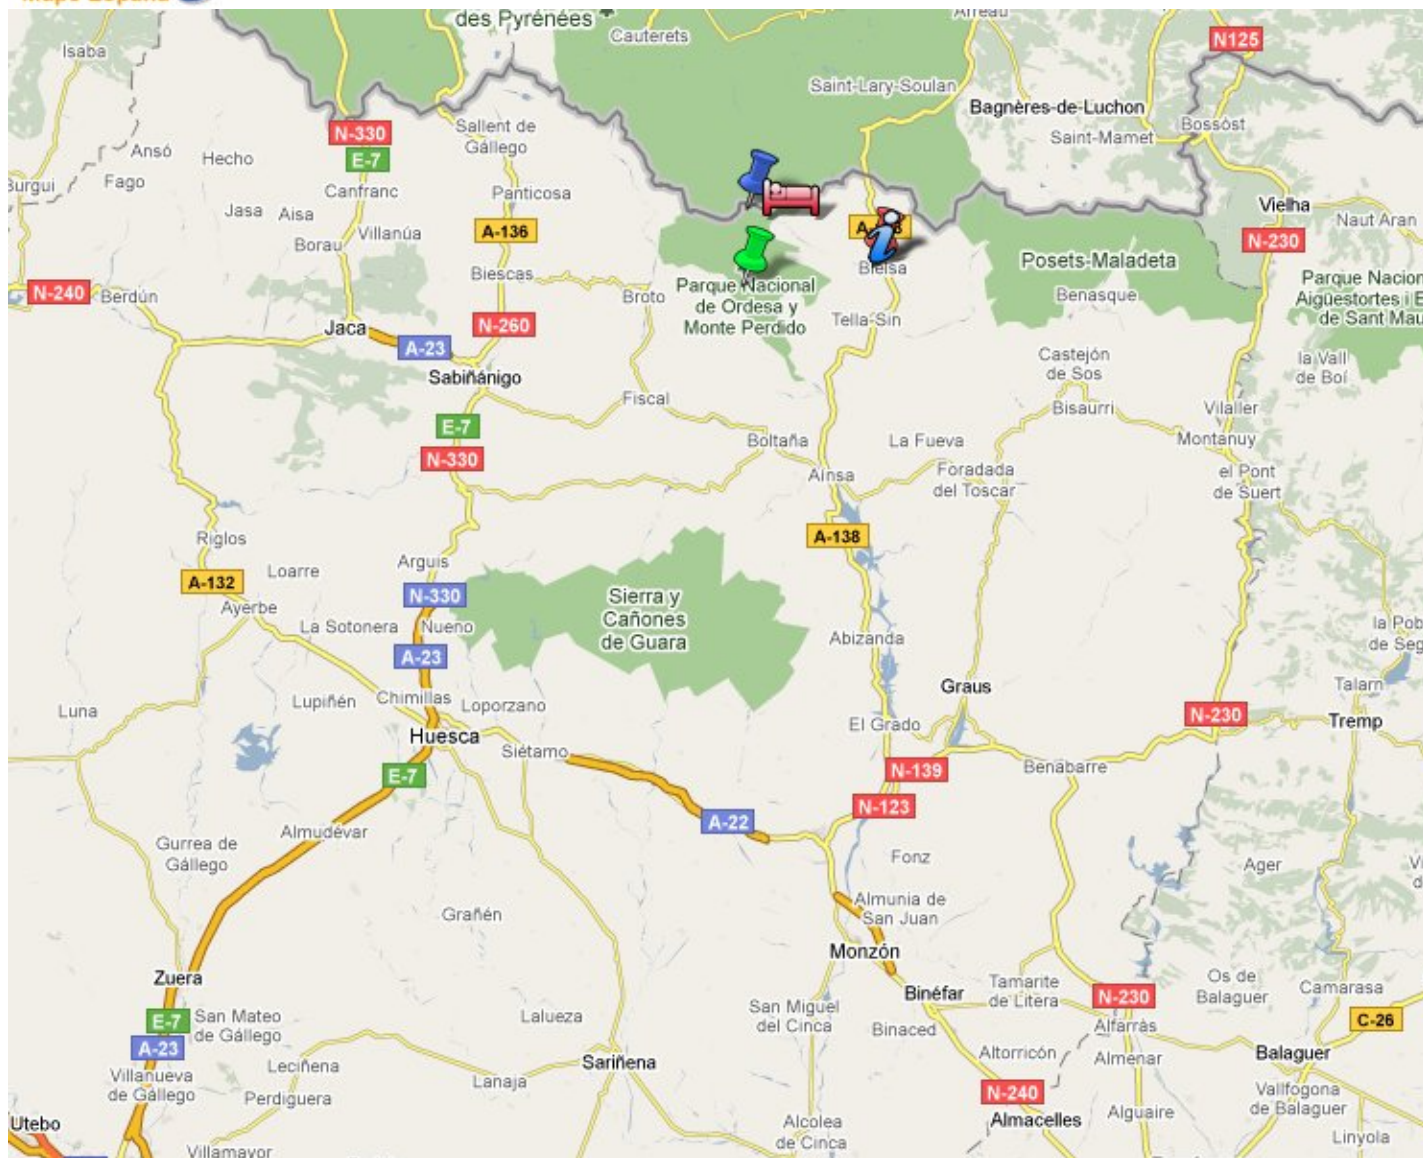 Maps España
des Pyrénées
Cauterets
Arreau
N125
Isaba
Saint-Lary-Soulan
Bagnères-de-Luchon
Bossòst
Saint-Mamet
N-330
E-7
Sallent de
Gállego
Ansó
Hecho
Burgui
Fago
Canfranc
Panticosa
Jasa
Aisa
Villanúa
Borau
A-136
Vielha
Naut Aran
N-230
Bielsa
Posets-Maladeta
Benasque
Biescas
Parque Nacional
de Ordesa y
Monte Perdido
Broto
N-240
Berdún
Parque Nacion
Aigüestortes i E
de Sant Mau
Jaca
N-260
Tella-Sin
A-23
Sabiñánigo
Castejón
de Sos
la Vall
de Boí
Fiscal
Bisaurri
Vilaller
E-7
N-330
Boltaña
La Fueva
Montanuy
Aínsa
Foradada
del Toscar
el Pont
de Suert
Riglos
A-138
Arguis
Loarre
A-132
N-330
Sierra y
Cañones
de Guara
Ayerbe
La Sotonera
Nueno
Abizanda
la Pob
de Seg
A-23
Graus
Talarn
Chimillas
Lupiñén
Loporzano
Luna
El Grado
N-230
Tremp
Huesca
Siétamo
E-7
N-139
Benabarre
N-123
A-22
Almudévar
Gurrea de
Gállego
Fonz
Ager
Almunia de
San Juan
Grañén
Monzón
Zuera
Binéfar
Tamarite
de Litera
N-230
Os de
Balaguer
Camarasa
E-7
San Mateo
de Gállego
Lalueza
San Miguel
del Cinca
Binaced
Alfarràs
C-26
A-23
Leciñena
Sariñena
Altorricón
Almenar
Balaguer
Villanueva
de Gállego
Perdiguera
Lanaja
N-240
Vallfogona
de Balaguer
Utebo
Alcolea
de Cinca
Almacelles
Alguaire
Linyola
Villamayor